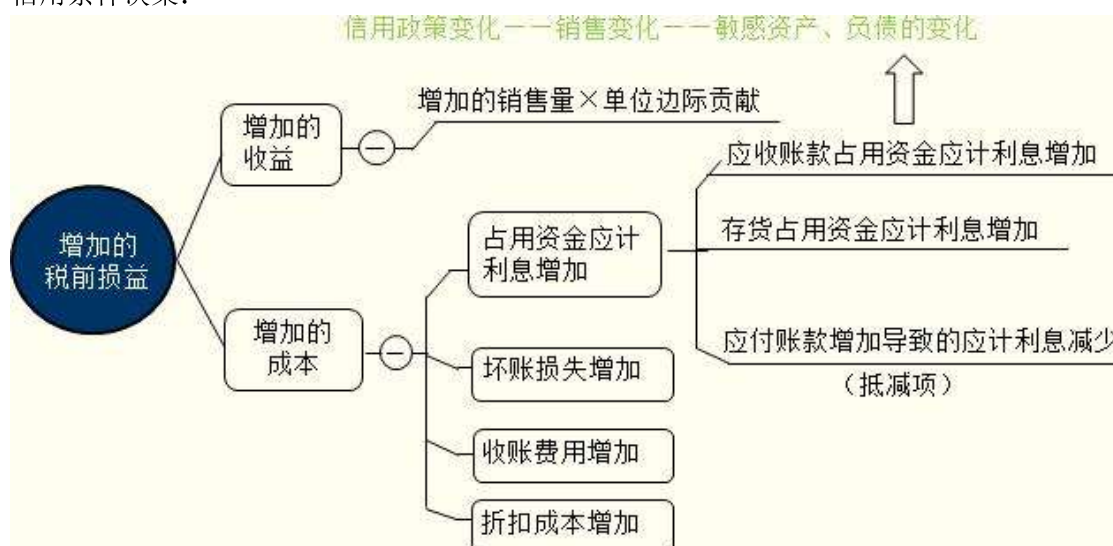 信用政策变化——销售变化——敏感资产、负债的变化
增加的销售量×单位边际贡献
增加的
收益
应收账款占用资金应计利息增加
占用资金应计
利息增加
存货占用资金应计利息增加
增加的
税前损益
增加的
成本
应付账款增加导致的应计利息减少
（抵减项）
坏账损失增加
收账费用增加
折扣成本增加